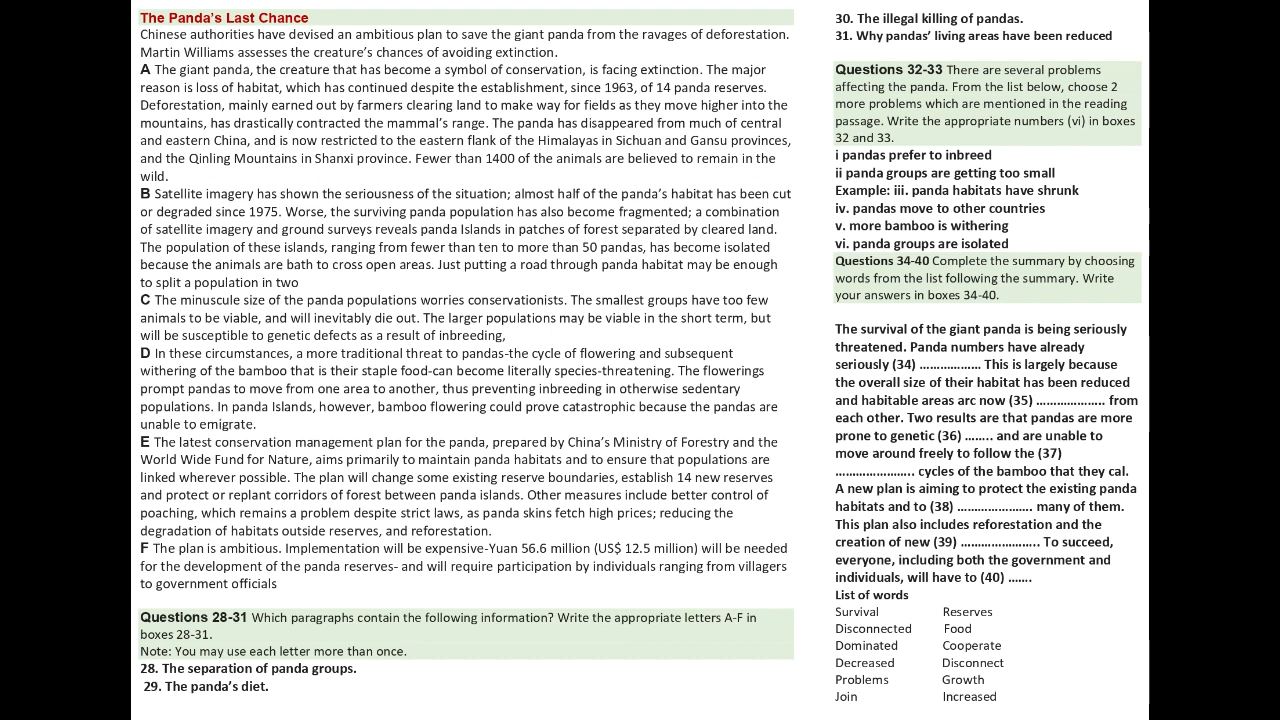 The Panda's Last Chance
Chinese authorities have devised an ambitious plan to save the giant panda from the ravages of deforestation.
Martin Williams assesses the creature's chances of avoiding extinction.
A The giant panda, the creature that has become a symbol of conservation, is facing extinction. The major
reason is loss of habitat, which has continued despite the establishment, since 1963, of 14 panda reserves.
Deforestation, mainly earned out by farmers clearing land to make way for fields as they move higher into the
mountains, has drastically contracted the mammal's range. The panda has disappeared from much of central
and eastern China, and is now restricted to the eastern flank of the Himalayas in Sichuan and Gansu provinces,
and the Qinling Mountains in Shanxi province. Fewer than 1400 of the animals are believed to remain in the
wild.
B Satellite imagery has shown the seriousness of the situation; almost half of the panda's habitat has been cut
or degraded since 1975. Worse, the surviving panda population has also become fragmented; a combination
of satellite imagery and ground surveys reveals panda Islands in patches of forest separated by cleared land.
The population of these islands, ranging from fewer than ten to more than 50 pandas, has become isolated
because the animals are bath to cross open areas. Just putting a road through panda habitat may be enough
to split a population in two
C The minuscule size of the panda populations worries conservationists. The smallest groups have too few
animals to be viable, and will inevitably die out. The larger populations may be viable in the short term, but
will be susceptible to genetic defects as a result of inbreeding,
D In these circumstances, a more traditional threat to pandas-the cycle of flowering and subsequent
withering of the bamboo that is their staple food-can become literally species-threatening. The flowerings
prompt pandas to move from one area to another, thus preventing inbreeding in otherwise sedentary
populations. In panda Islands, however, bamboo flowering could prove catastrophic because the pandas are
unable to emigrate.
E The latest conservation management plan for the panda, prepared by China's Ministry of Forestry and the
World Wide Fund for Nature, aims primarily to maintain panda habitats and to ensure that populations are
linked wherever possible. The plan will change some existing reserve boundaries, establish 14 new reserves
and protect or replant corridors of forest between panda islands. Other measures include better control of
poaching, which remains a problem despite strict laws, as panda skins fetch high prices; reducing the
degradation of habitats outside reserves, and reforestation.
F The plan is ambitious. Implementation will be expensive-Yuan 56.6 million (US$ 12.5 million) will be needed
for the development of the panda reserves- and will require participation by individuals ranging from villagers
to government officials
Questions 28-31 Which paragraphs contain the following information? Write the appropriate letters A-F in
boxes 28-31.
Note: You may use each letter more than once.
28. The separation of panda groups.
29. The panda's diet.
30. The illegal killing of pandas.
31. Why pandas' living areas have been reduced
Questions 32-33 There are several problems
affecting the panda. From the list below, choose 2
more problems which are mentioned in the reading
passage. Write the appropriate numbers (vi) in boxes
32 and 33.
i pandas prefer to inbreed
ii panda groups are getting too small
Example: iii. panda habitats have shrunk
iv. pandas move to other countries
v. more bamboo is withering
vi. panda groups are isolated
Questions 34-40 Complete the summary by choosing
words from the list following the summary. Write
your answers in boxes 34-40.
The survival of the giant panda is being seriously
threatened. Panda numbers have already
seriously (34) ……………… This is largely because
the overall size of their habitat has been reduced
and habitable areas arc now (35) ……………….. from
each other. Two results are that pandas are more
prone to genetic (36) …….. and are unable to
move around freely to follow the (37)
………………….. cycles of the bamboo that they cal.
A new plan is aiming to protect the existing panda
habitats and to (38) …………………. many of them.
This plan also includes reforestation and the
creation of new (39) ………………….. To succeed,
everyone, including both the government and
individuals, will have to (40) …….
List of words
Survival Reserves
Disconnected Food
Dominated Cooperate
Decreased Disconnect
Problems Growth
Join Increased